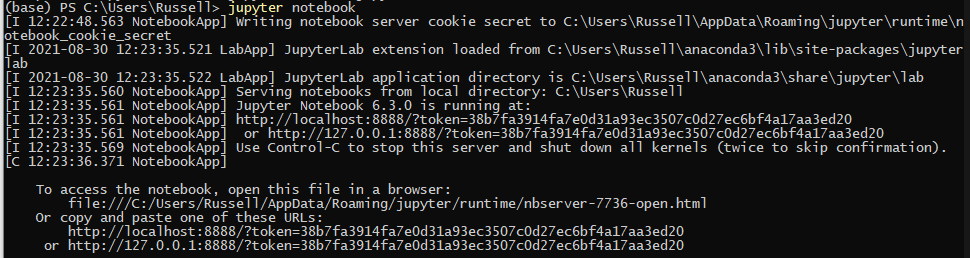 (base) PS C:\Users\Russell> jupyter notebook
[I 12:22:48.563 NotebookApp] Writing notebook server cookie secret to C:\Users\Russell\AppData\Roaming\jupyter\runtime\n
otebook_cookie_secret
[I 2021-08-30 12:23:35.521 LabApp] JupyterLab extension loaded from C:\Users\Russell\anaconda3\lib\site-packages\jupyter
lab
[I 2021-08-30 12:23:35.522 LabApp] JupyterLab application directory is C:\Users\Russell\anaconda3\share\jupyter\lab
[I 12:23:35.560 NotebookApp] Serving notebooks from local directory: C:\Users\Russell
[I 12:23:35.561 NotebookApp] Jupyter Notebook 6.3.0 is running at:
[I 12:23:35.561 NotebookApp] http://localhost:8888/?token=38b7fa3914fa7e0d31a93ec3507c0d27ec6bf4a17aa3ed20
[I 12:23:35.561 NotebookApp]  or http://127.0.0.1:8888/?token=38b7fa3914fa7e0d31a93ec3507c0d27ec6bf4a17aa3ed20
[I 12:23:35.569 NotebookApp] Use Control-C to stop this server and shut down all kernels (twice to skip confirmation).
[C 12:23:36.371 NotebookApp]
To access the notebook, open this file in a browser:
file:///C:/Users/Russell/AppData/Roaming/jupyter/runtime/nbserver-7736-open.html
Or copy and paste one of these URLs:
http://localhost:8888/?token=38b7fa3914fa7e0d31a93ec3507c0d27ec6bf4a17aa3ed20
or http://127.0.0.1:8888/?token=38b7fa3914fa7e0d31a93ec3507c0d27ec6bf4a17aa3ed20